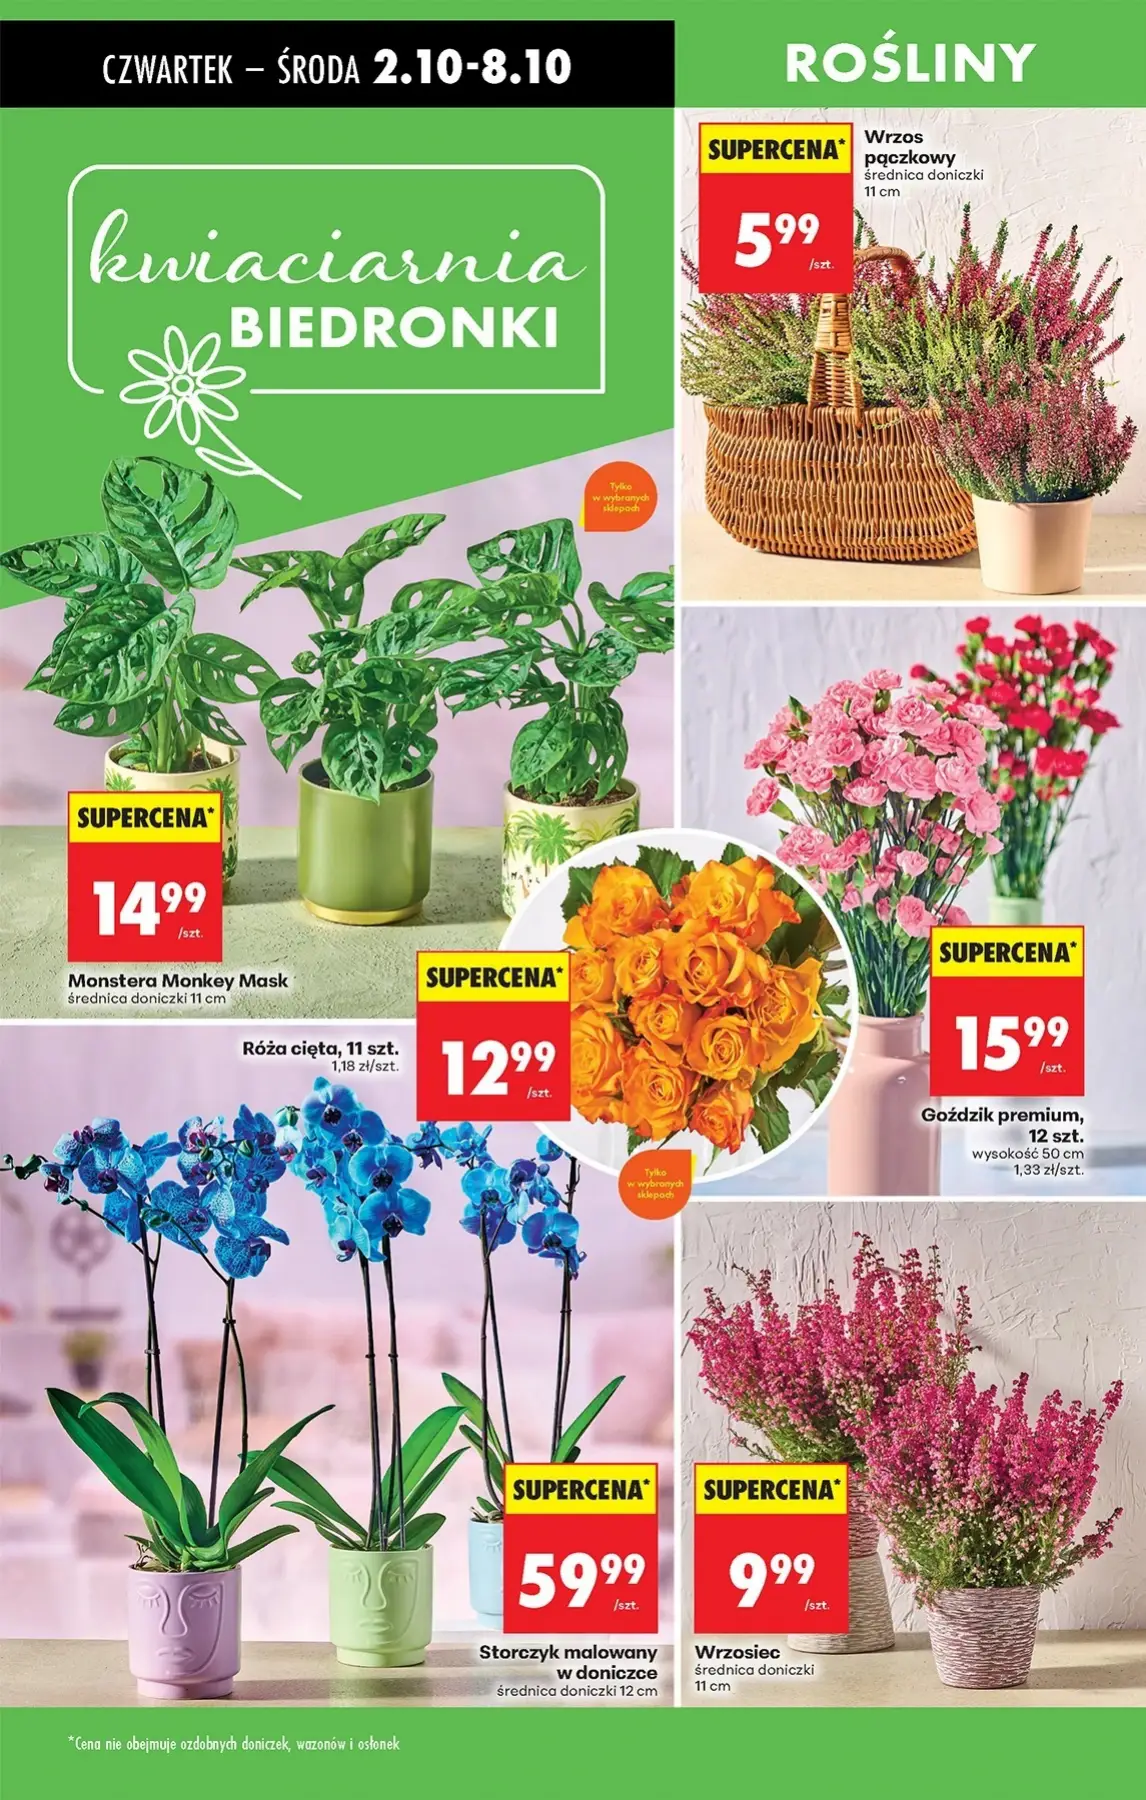 CZWARTEK – ŚRODA 2.10-8.10
ROŚLINY
kwiaciarnia
BIEDRONKI
SUPERCENA*
5.99
/szt.
Wrzos
pączkowy
średnica doniczki
11 cm
Tylko
w wybranych
sklepach
SUPERCENA*
14.99
/szt.
Monstera Monkey Mask
średnica doniczki 11 cm
Róża cięta, 11 szt.
1,18 zł/szt.
SUPERCENA*
12.99
/szt.
Tylko
w wybranych
sklepach
SUPERCENA*
15.99
/szt.
Goździk premium,
12 szt.
wysokość 50 cm
1,33 zł/szt.
SUPERCENA*
59.99
/szt.
Storczyk malowany
w doniczce
średnica doniczki 12 cm
SUPERCENA*
9.99
/szt.
Wrzosiec
średnica doniczki
11 cm
*Cena nie obejmuje ozdobnych doniczek, wazonów i osłonek